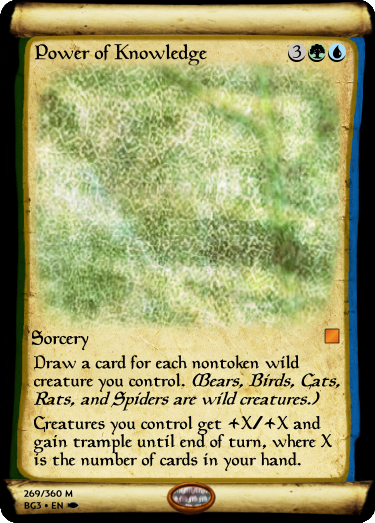 Power of Knowledge 3
Sorcery
Draw a card for each nontoken wild
creature you control. (Bears, Birds, Cats,
Rats, and Spiders are wild creatures.)
Creatures you control get +X/+X and
gain trample until end of turn, where X
is the number of cards in your hand.
269/360 M
BG3 • EN